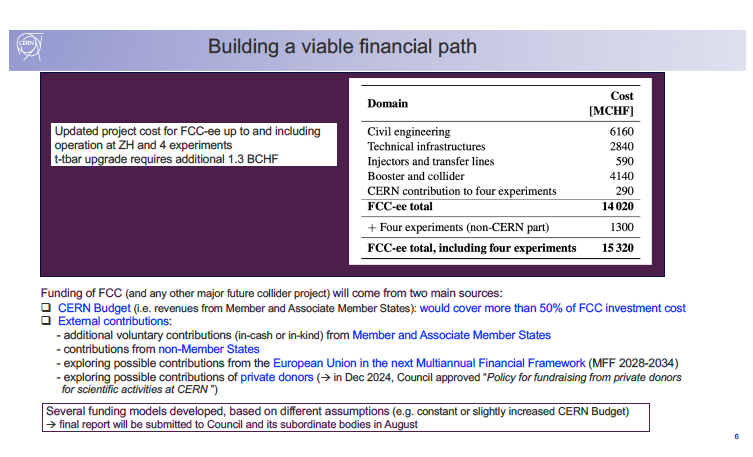 CERN
Building a viable financial path
Updated project cost for FCC-ee up to and including
operation at ZH and 4 experiments
t-tbar upgrade requires additional 1.3 BCHF
Domain Cost
[MCHF]
Civil engineering 6160
Technical infrastructures 2840
Injectors and transfer lines 590
Booster and collider 4140
CERN contribution to four experiments 290
FCC-ee total 14 020
+ Four experiments (non-CERN part) 1300
FCC-ee total, including four experiments 15 320
Funding of FCC (and any other major future collider project) will come from two main sources:
❑ CERN Budget (i.e. revenues from Member and Associate Member States): would cover more than 50% of FCC investment cost
❑ External contributions:
- additional voluntary contributions (in-cash or in-kind) from Member and Associate Member States
- contributions from non-Member States
- exploring possible contributions from the European Union in the next Multiannual Financial Framework (MFF 2028-2034)
- exploring possible contributions of private donors (→ in Dec 2024, Council approved "Policy for fundraising from private donors
for scientific activities at CERN")
Several funding models developed, based on different assumptions (e.g. constant or slightly increased CERN Budget)
→ final report will be submitted to Council and its subordinate bodies in August
6